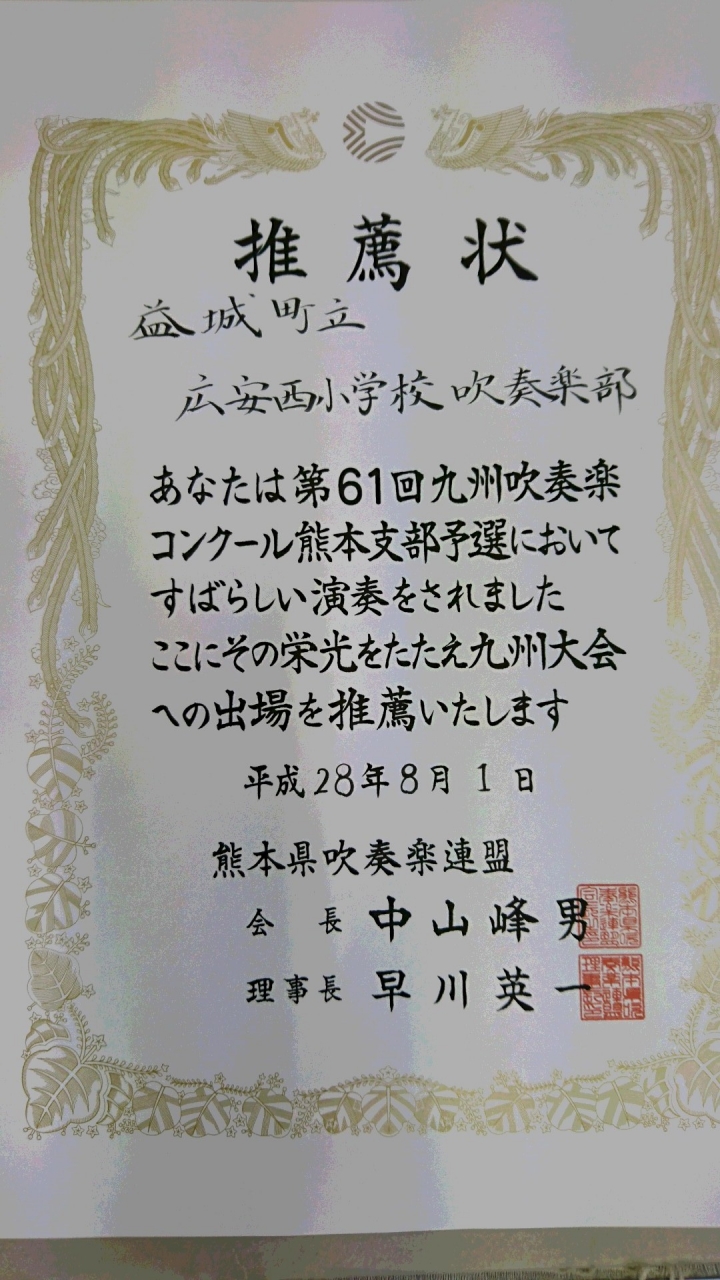 推薦状
益城町立
広安西小学校吹奏楽部
あなたは第61回九州吹奏楽
コンクール熊本支部予選において
すばらしい演奏をされました
ここにその栄光をたたえ九州大会
への出場を推薦いたします
平成28年8月1日
熊本県吹奏楽連盟
会長 中山峰男
理事長 早川英一